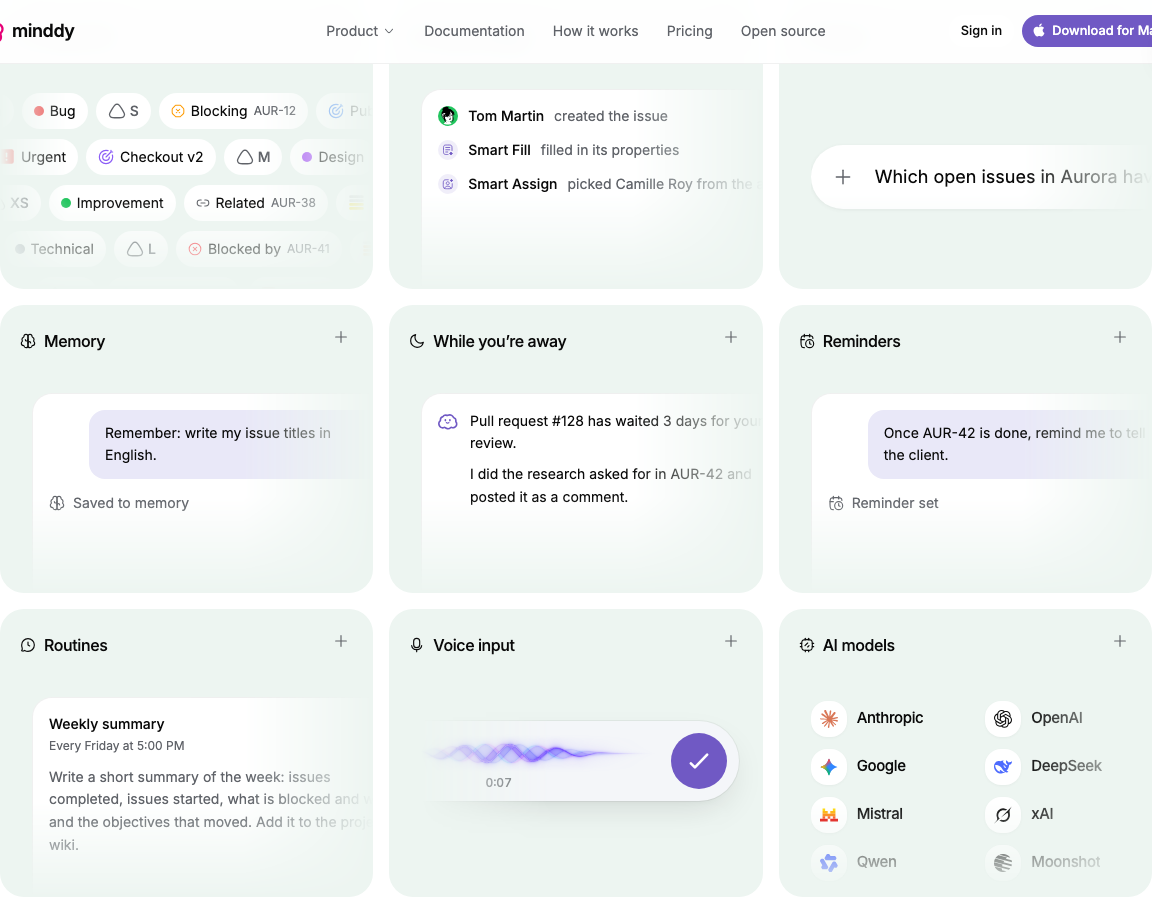 minddy
Product
Documentation
How it works
Pricing
Open source
Sign in
Download for
Bug
S
Blocking AUR-12
Urgent
Checkout v2
M
Design
XS
Improvement
Related AUR-38
Technical
L
Blocked by AUR-41
Tom Martin created the issue
Smart Fill filled in its properties
Smart Assign picked Camille Roy from the
Which open issues in Aurora
Memory
Remember: write my issue titles in
English.
Saved to memory
While you’re away
Pull request #128 has waited 3 days for your
review.
I did the research asked for in AUR-42 and
posted it as a comment.
Reminders
Once AUR-42 is done, remind me to tell
the client.
Reminder set
Routines
Weekly summary
Every Friday at 5:00 PM
Write a short summary of the week: issues
completed, issues started, what is blocked and
and the objectives that moved. Add it to the
wiki.
Voice input
0:07
AI models
Anthropic
OpenAI
Google
DeepSeek
Mistral
xAI
Qwen
Moonshot